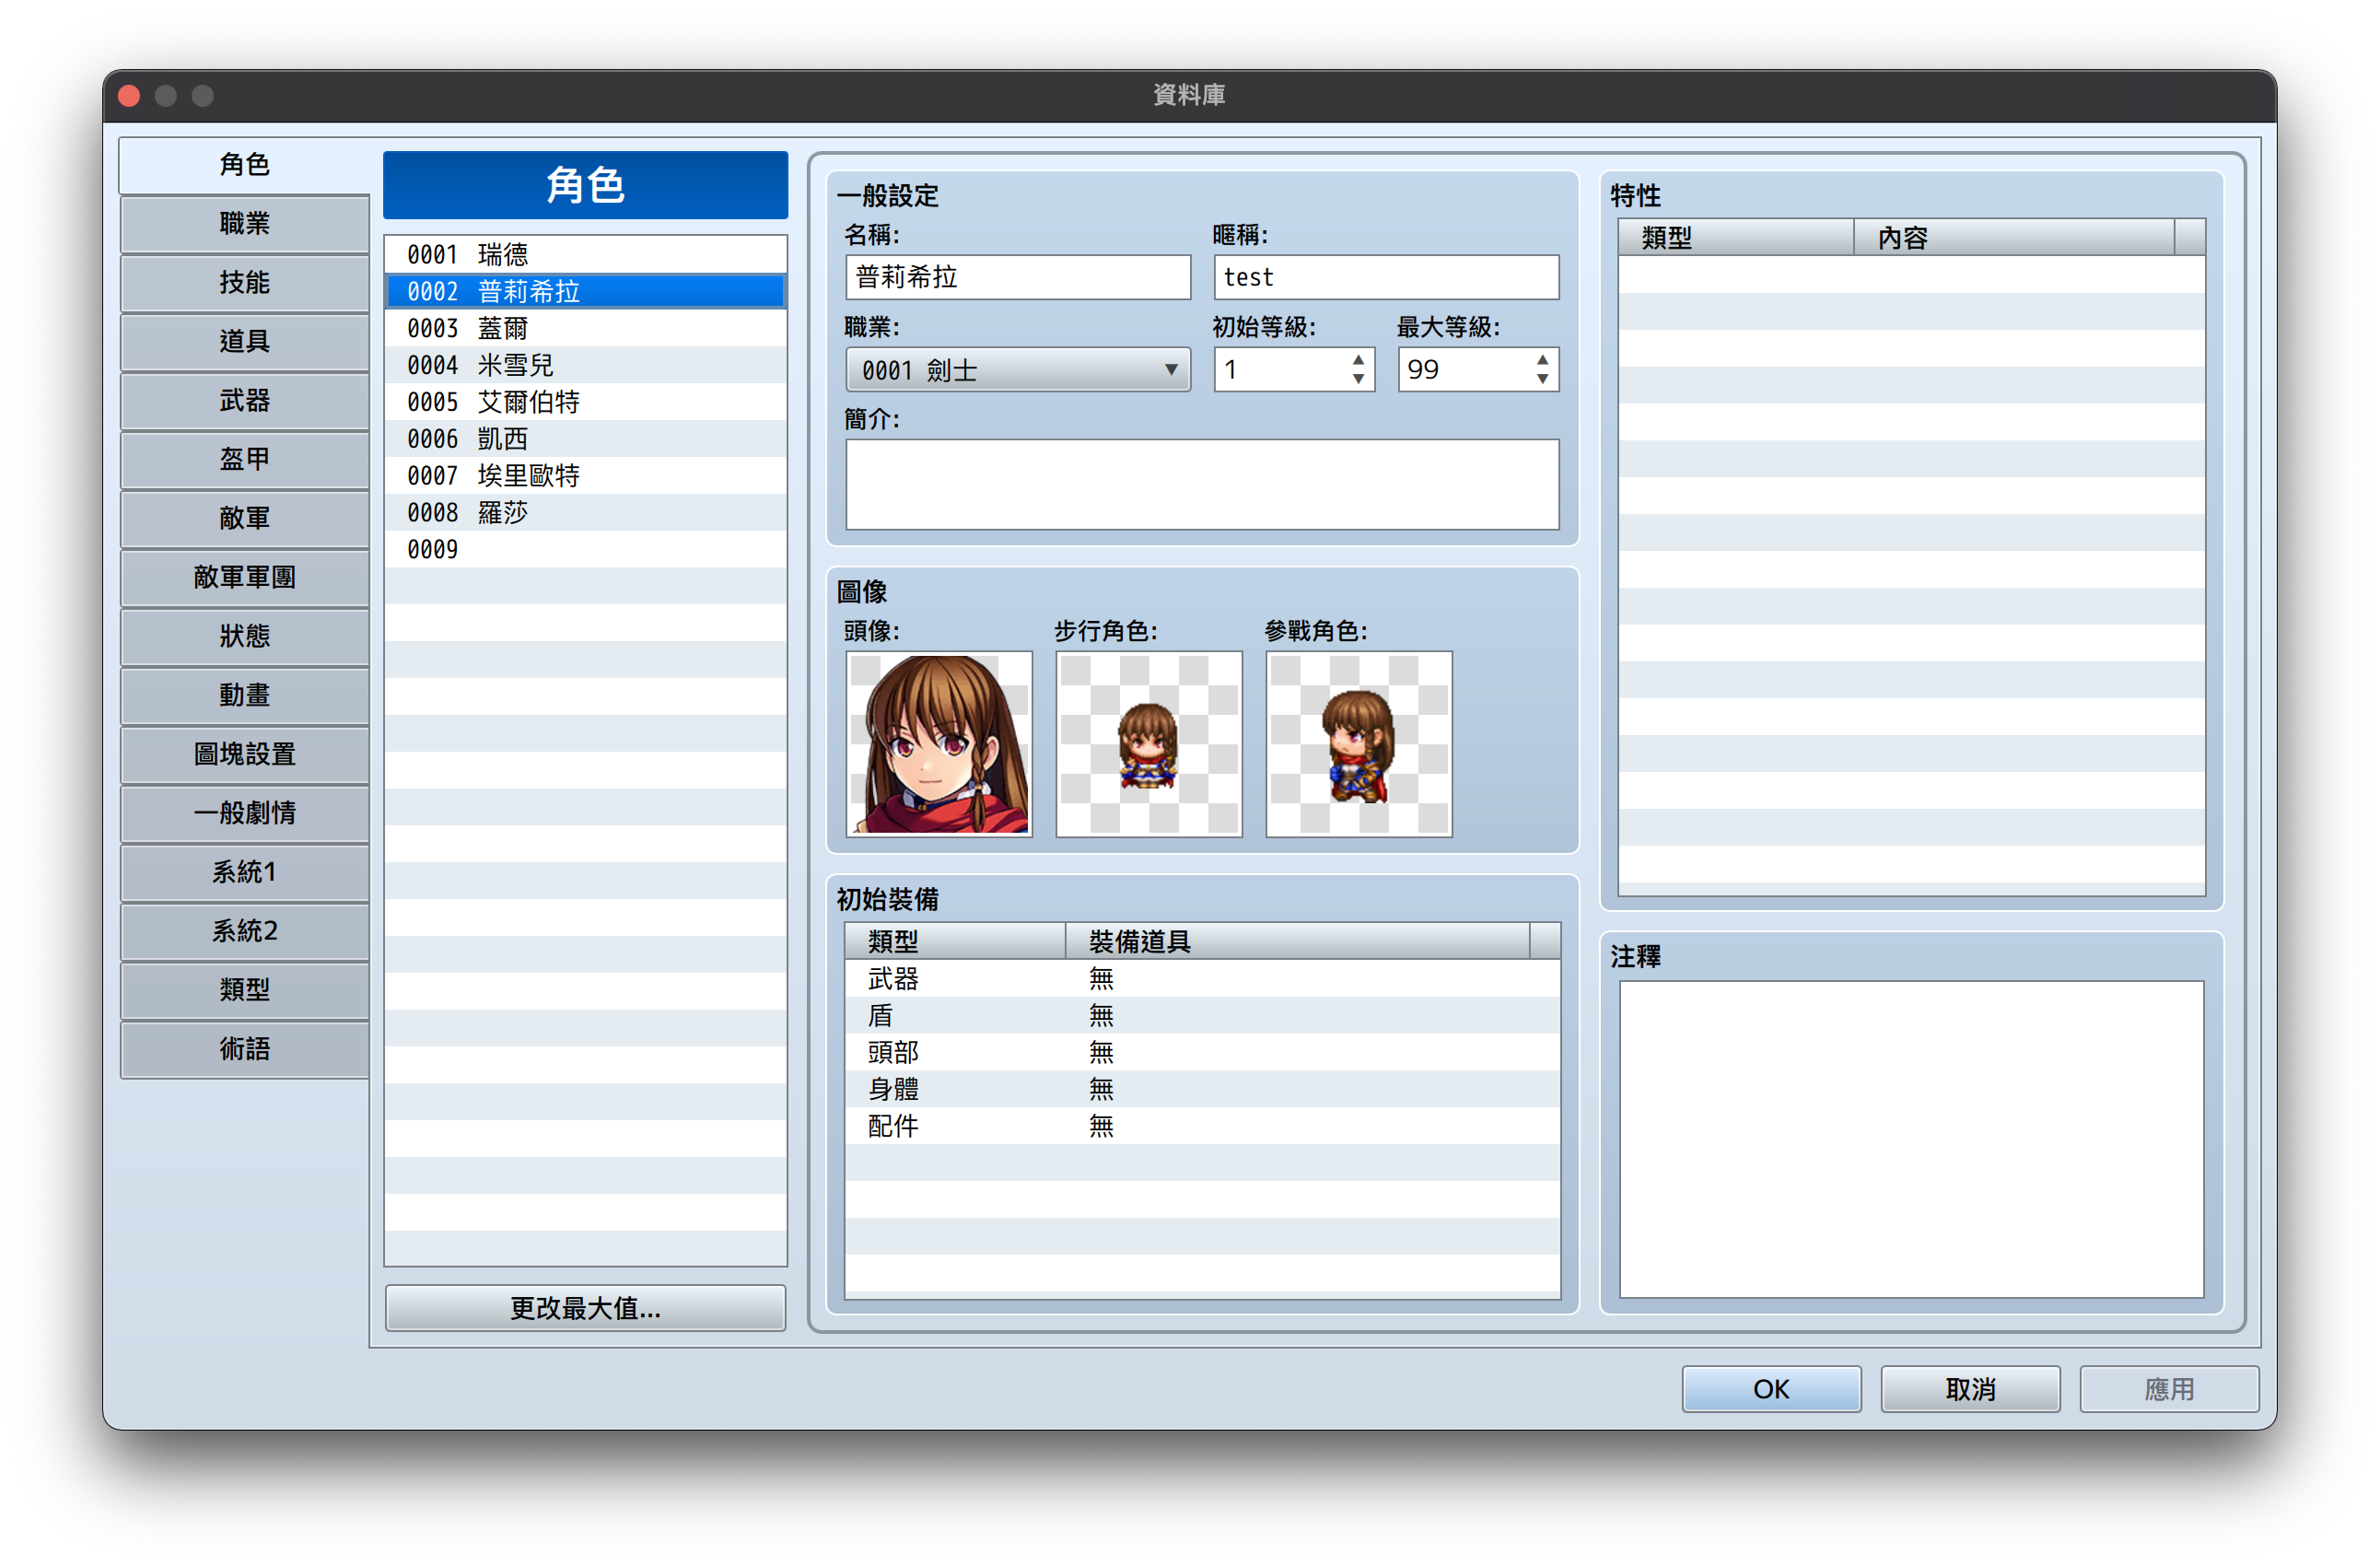 資料庫
角色
職業
技能
道具
武器
盔甲
敵軍
敵軍軍團
狀態
動畫
圖塊設置
一般劇情
系統1
系統2
類型
術語
角色
0001 瑞德
0002 普莉希拉
0003 蓋爾
0004 米雪兒
0005 艾爾伯特
0006 凱西
0007 埃里歐特
0008 羅莎
0009
更改最大值...
一般設定
名稱: 暱稱:
普莉希拉 test
職業: 初始等級: 最大等級:
0001 劍士 1 99
簡介:
圖像
頭像: 步行角色: 參戰角色:
初始裝備
類型 裝備道具
武器 無
盾 無
頭部 無
身體 無
配件 無
特性
類型 內容
注釋
OK 取消 應用